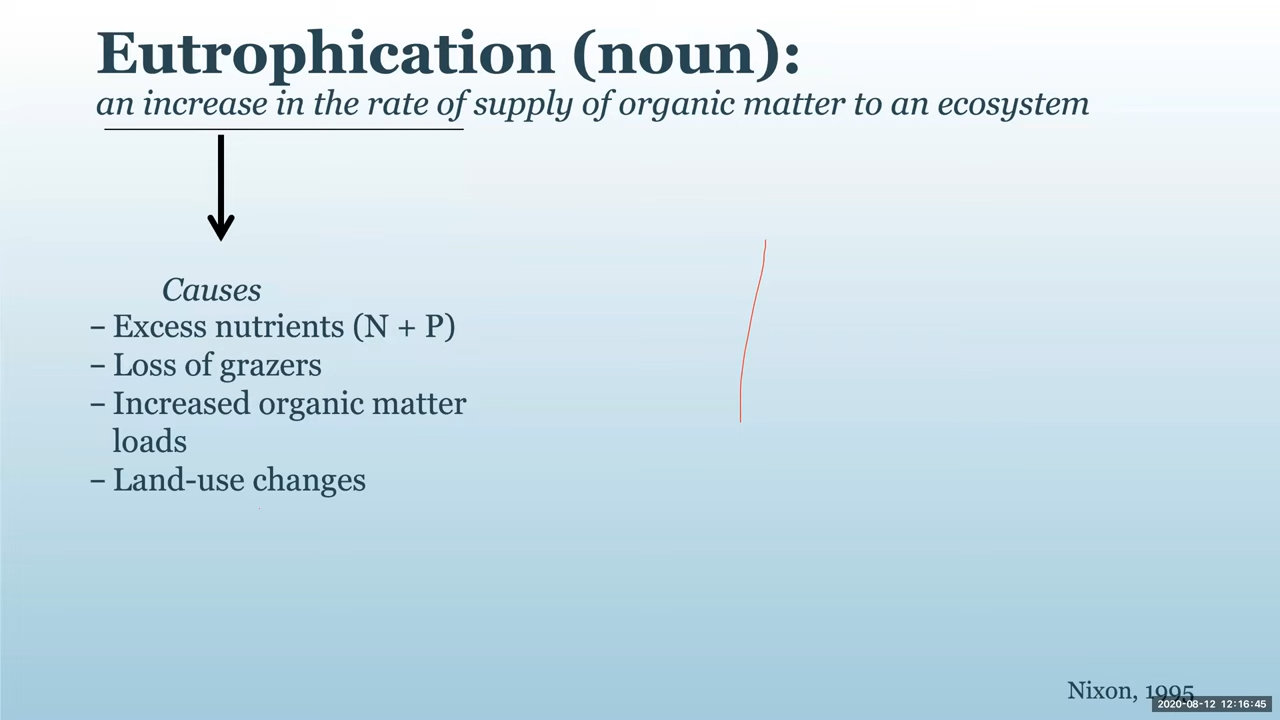 Eutrophication (noun):
an increase in the rate of supply of organic matter to an ecosystem
Causes
– Excess nutrients (N + P)
– Loss of grazers
– Increased organic matter
loads
– Land-use changes
Nixon, 1995
2020-08-12 12:16:45